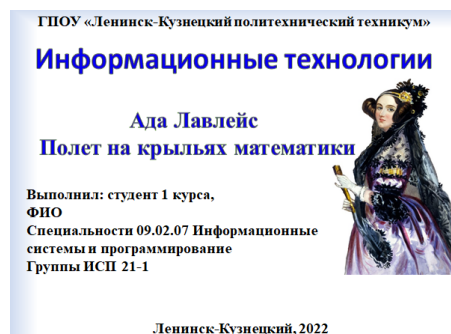 ГПОУ «Ленинск-Кузнецкий политехнический техникум»
Информационные технологии
Ада Лавлейс
Полет на крыльях математики
Выполнил: студент 1 курса,
ФИО
Специальности 09.02.07 Информационные
системы и программирование
Группы ИСП 21-1
Ленинск-Кузнецкий, 2022